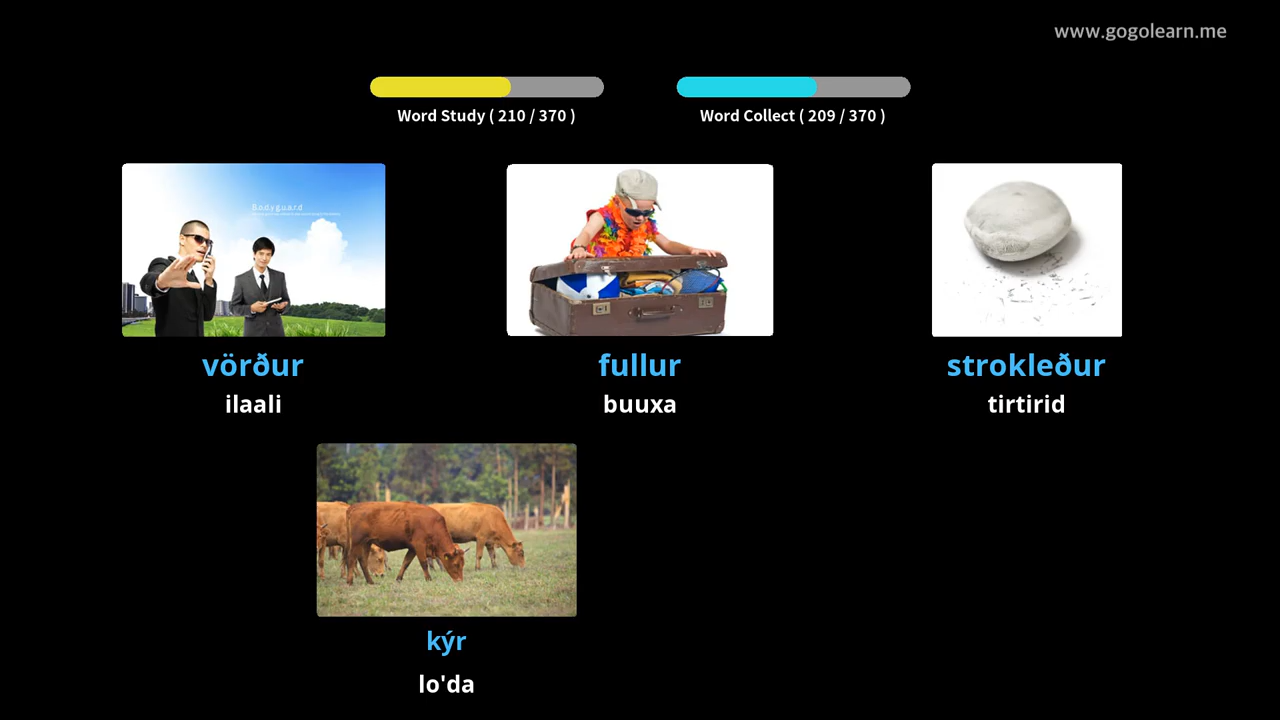 www.gogolearn.me
Word Study ( 210 / 370 )
Word Collect ( 209 / 370 )
Bodyguard
vörður
fullur
strokleður
ilaali
buuxa
tirtirid
kýr
lo'da